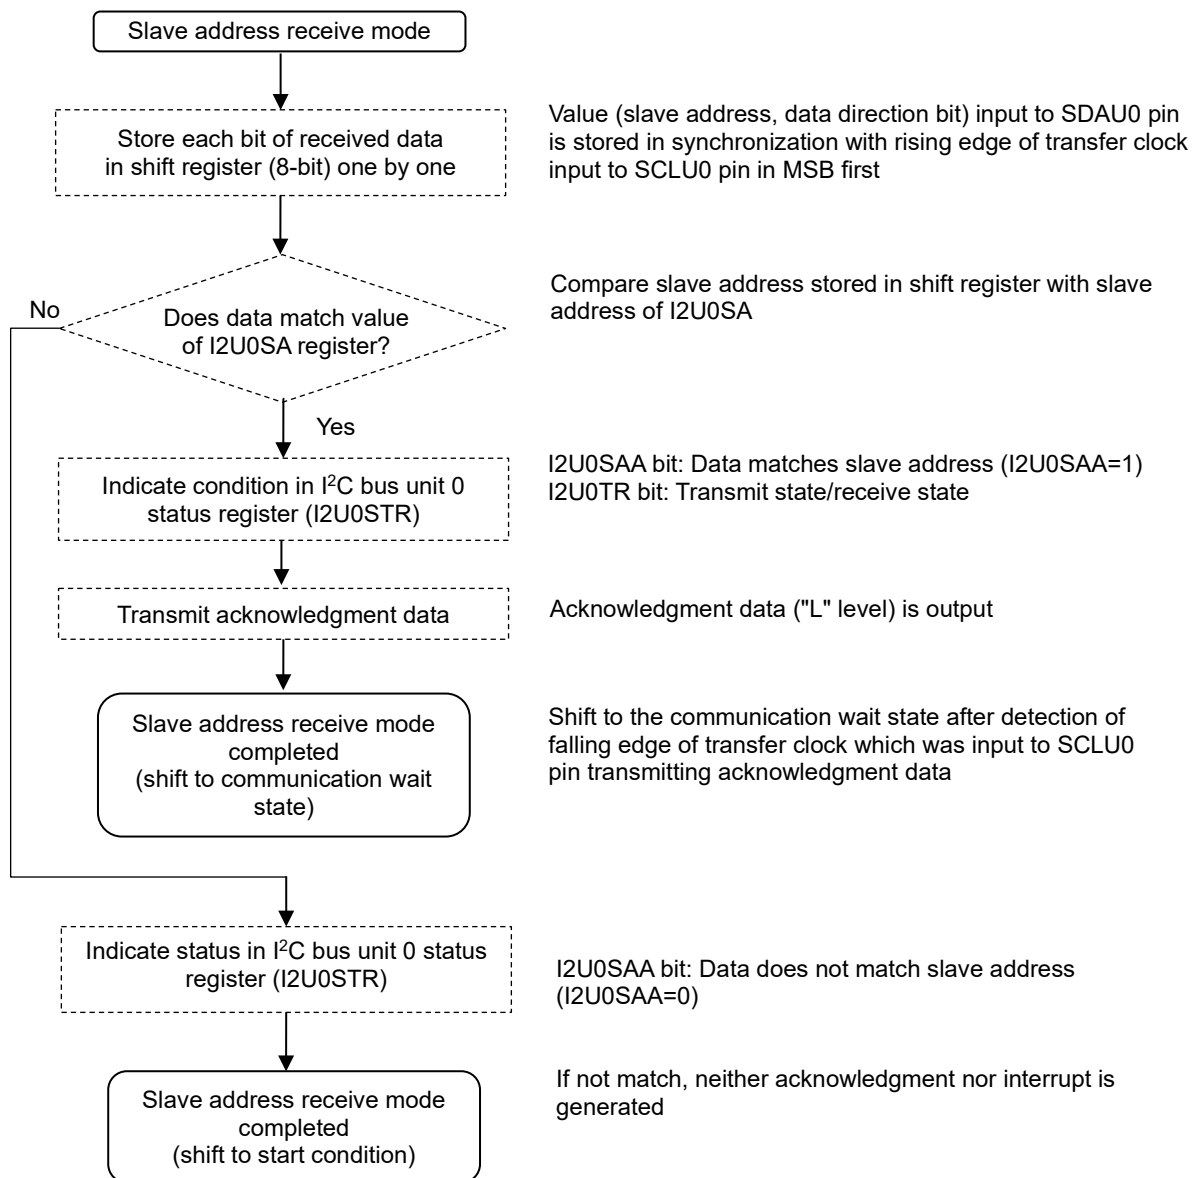 Slave address receive mode
Store each bit of received data
in shift register (8-bit) one by one
Value (slave address, data direction bit) input to SDAU0 pin
is stored in synchronization with rising edge of transfer clock
input to SCLU0 pin in MSB first
No
Does data match value
of I2U0SA register?
Compare slave address stored in shift register with slave
address of I2U0SA
Yes
Indicate condition in I²C bus unit 0
status register (I2U0STR)
I2U0SAA bit: Data matches slave address (I2U0SAA=1)
I2U0TR bit: Transmit state/receive state
Transmit acknowledgment data
Acknowledgment data ("L" level) is output
Slave address receive mode
completed
(shift to communication wait
state)
Shift to the communication wait state after detection of
falling edge of transfer clock which was input to SCLU0
pin transmitting acknowledgment data
Indicate status in I²C bus unit 0 status
register (I2U0STR)
I2U0SAA bit: Data does not match slave address
(I2U0SAA=0)
Slave address receive mode
completed
(shift to start condition)
If not match, neither acknowledgment nor interrupt is
generated